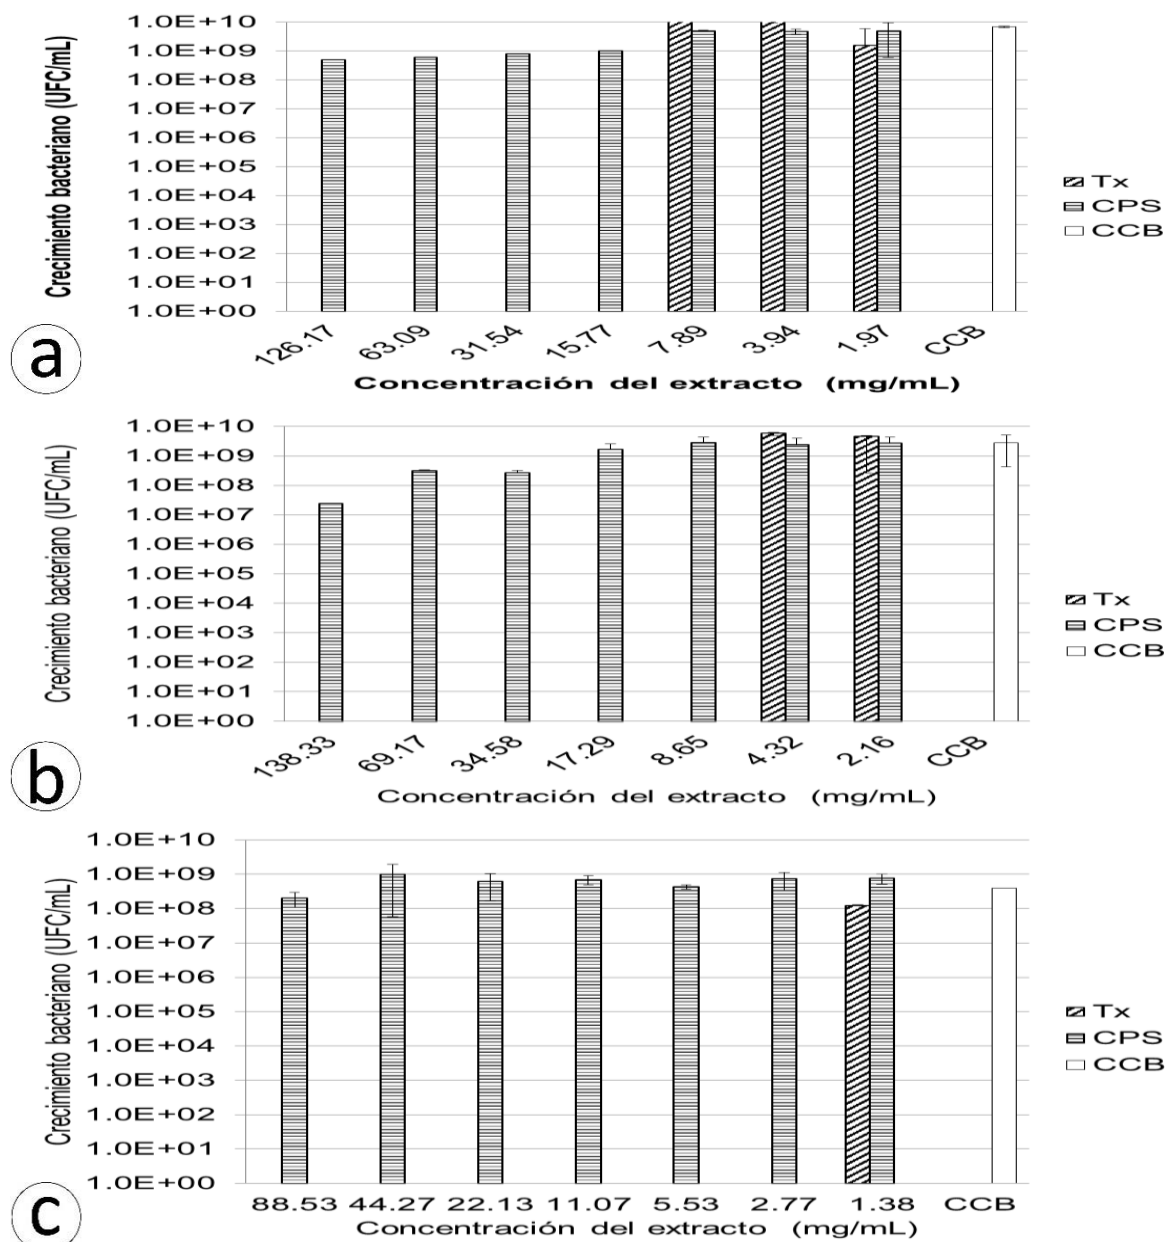 Crecimiento bacteriano (UFC/mL)
1.0E+10
1.0E+09
1.0E+08
1.0E+07
1.0E+06
1.0E+05
1.0E+04
1.0E+03
1.0E+02
1.0E+01
1.0E+00
126.17 63.09 31.54 15.77 7.89 3.94 1.97 CCB
Concentración del extracto (mg/mL)
Tx
CPS
CCB
a
Crecimiento bacteriano (UFC/mL)
1.0E+10
1.0E+09
1.0E+08
1.0E+07
1.0E+06
1.0E+05
1.0E+04
1.0E+03
1.0E+02
1.0E+01
1.0E+00
138.33 69.17 34.58 17.29 8.65 4.32 2.16 CCB
Concentración del extracto (mg/mL)
Tx
CPS
CCB
b
Crecimiento bacteriano (UFC/mL)
1.0E+10
1.0E+09
1.0E+08
1.0E+07
1.0E+06
1.0E+05
1.0E+04
1.0E+03
1.0E+02
1.0E+01
1.0E+00
88.53 44.27 22.13 11.07 5.53 2.77 1.38 CCB
Concentración del extracto (mg/mL)
Tx
CPS
CCB
c